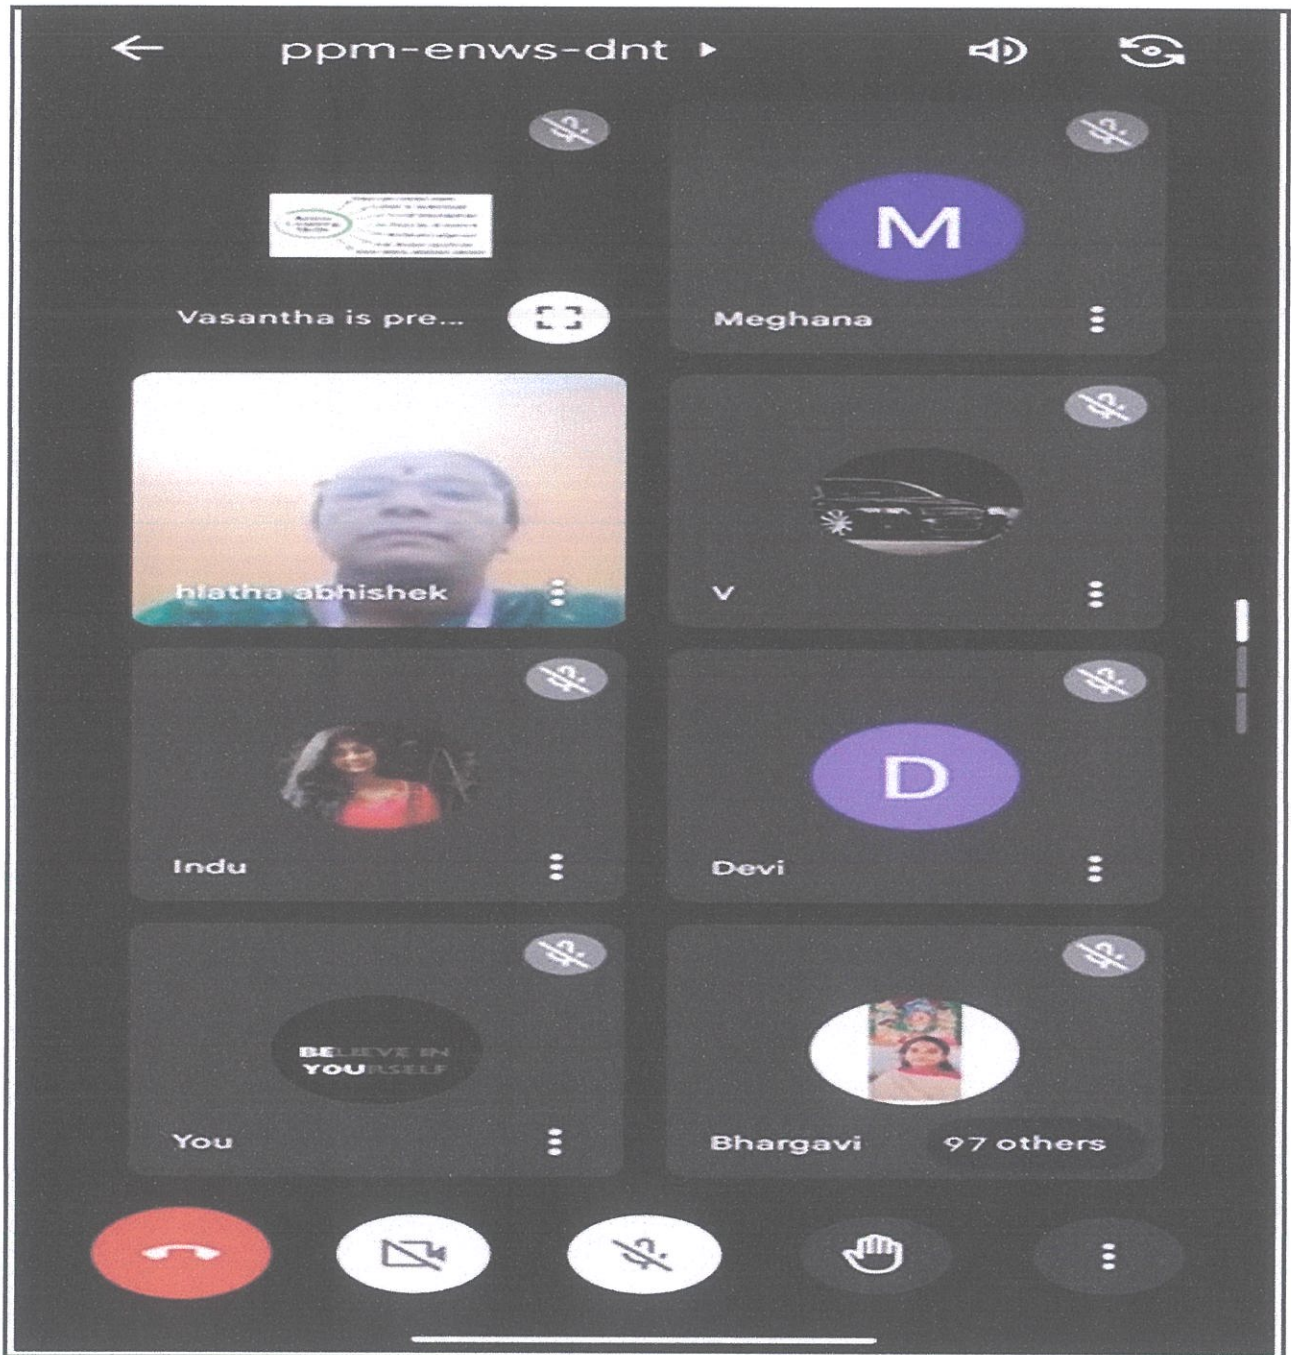 ppm-enws-dnt
Vasantha is pre...
M
Meghana
hlatha abhishek
V
Indu
D
Devi
BELIEVE IN
YOURSELF
You
Bhargavi
97 others